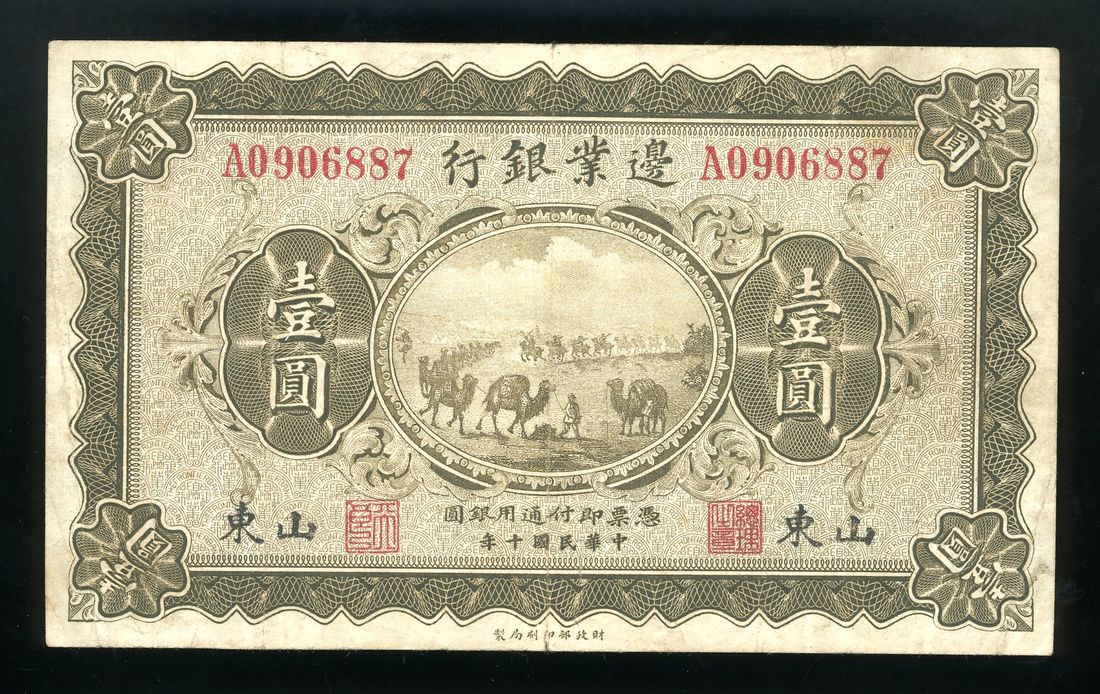 壹圓
壹圓
A0906887
邊業銀行
A0906887
壹圓
壹圓
憑票即付通用銀圓
中華民國十年
山東
山東
壹圓
壹圓
財政部印刷局製